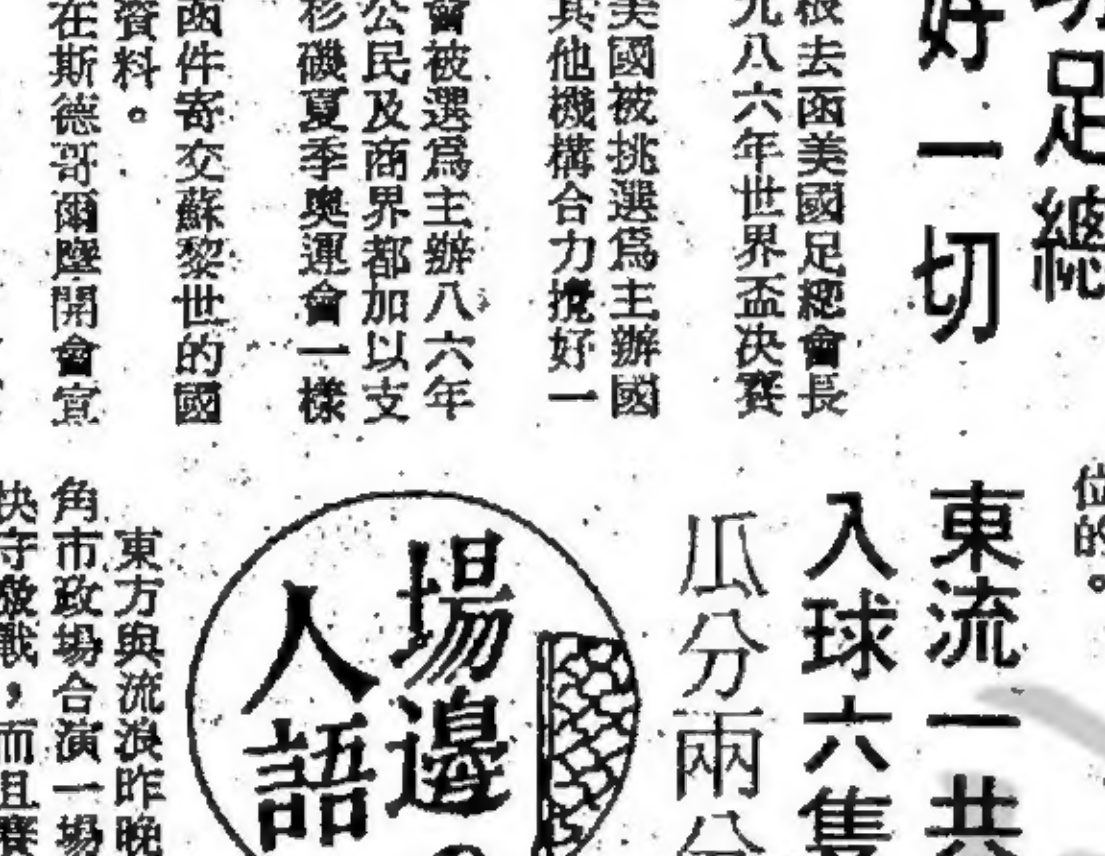 切足總
好一切
根去函美國足總會長
九八六年世界盃決賽
美國被挑選爲主辦國
其他機構合力攪好一
會被選爲主辦八六年
公民及商界都加以支
杉磯夏季奧運會一樣
函件寄交蘇黎世的國
資料。
在斯德哥爾塵開會宣
位的。
東流一共
入球六隻
瓜分兩分
場邊
人語
東方與流浪昨晚
角市政場合演一場
快守激戰，而且賽